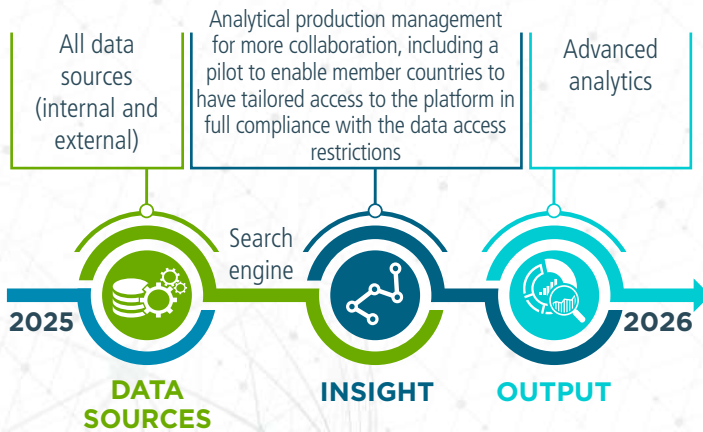 All data
sources
(internal and
external)
Analytical production management
for more collaboration, including a
pilot to enable member countries to
have tailored access to the platform in
full compliance with the data access
restrictions
Advanced
analytics
Search
engine
2025
2026
DATA
SOURCES
INSIGHT
OUTPUT